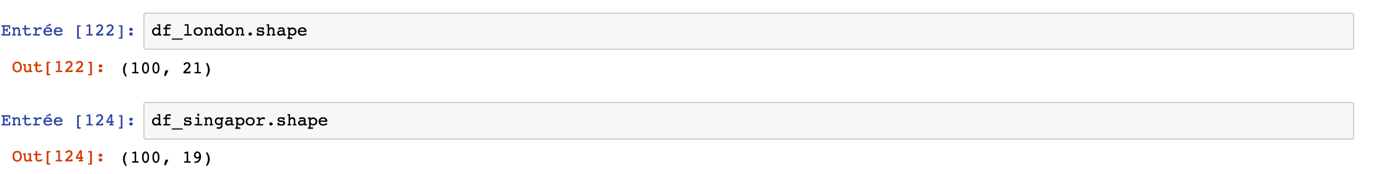 Entrée [122]: df_london.shape
Out[122]: (100, 21)
Entrée [124]: df_singapor.shape
Out[124]: (100, 19)